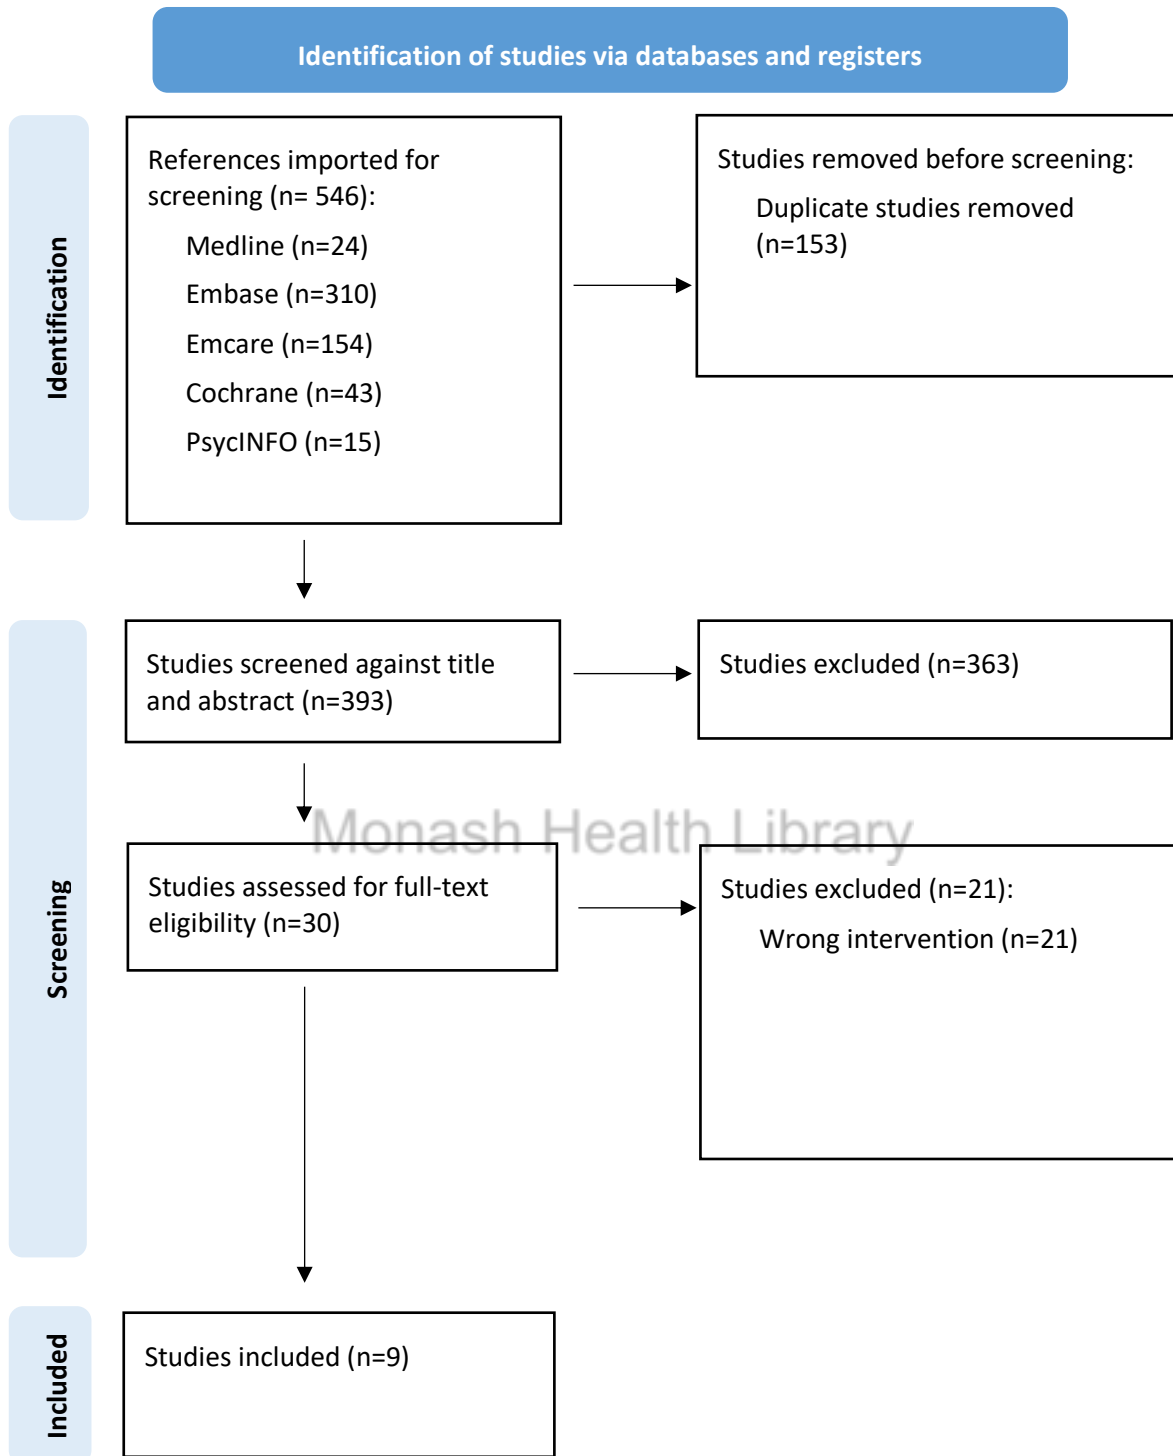 Identification of studies via databases and registers
Identification
References imported for
screening (n= 546):
Medline (n=24)
Embase (n=310)
Emcare (n=154)
Cochrane (n=43)
PsycINFO (n=15)
Studies removed before screening:
Duplicate studies removed
(n=153)
Screening
Studies screened against title
and abstract (n=393)
Studies excluded (n=363)
Monash Health Library
Studies assessed for full-text
eligibility (n=30)
Studies excluded (n=21):
Wrong intervention (n=21)
Included
Studies included (n=9)